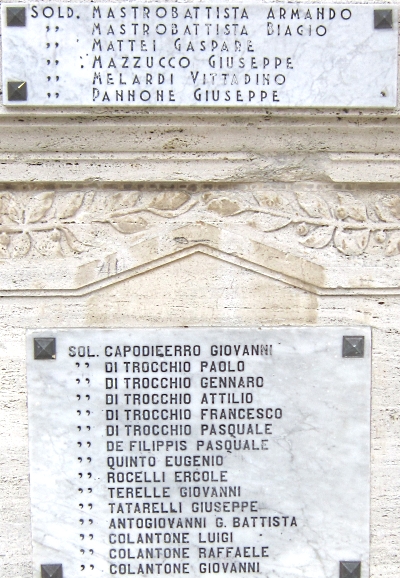 SOLD. MASTROBATTISTA ARMANDO
" MASTROBATTISTA BIAGIO
" MATTEI GASPARE
" MAZZUCCO GIUSEPPE
" MELARDI VITTADINO
" PANNONE GIUSEPPE
SOL. CAPODIFERRO GIOVANNI
" DI TROCCHIO PAOLO
" DI TROCCHIO GENNARO
" DI TROCCHIO ATTILIO
" DI TROCCHIO FRANCESCO
" DI TROCCHIO PASQUALE
" DE FILIPPIS PASQUALE
" QUINTO EUGENIO
" ROCELLI ERCOLE
" TERELLE GIOVANNI
" TATARELLI GIUSEPPE
" ANTOGIOVANNI G. BATTISTA
" COLANTONE LUIGI
" COLANTONE RAFFAELE
" COLANTONE GIOVANNI